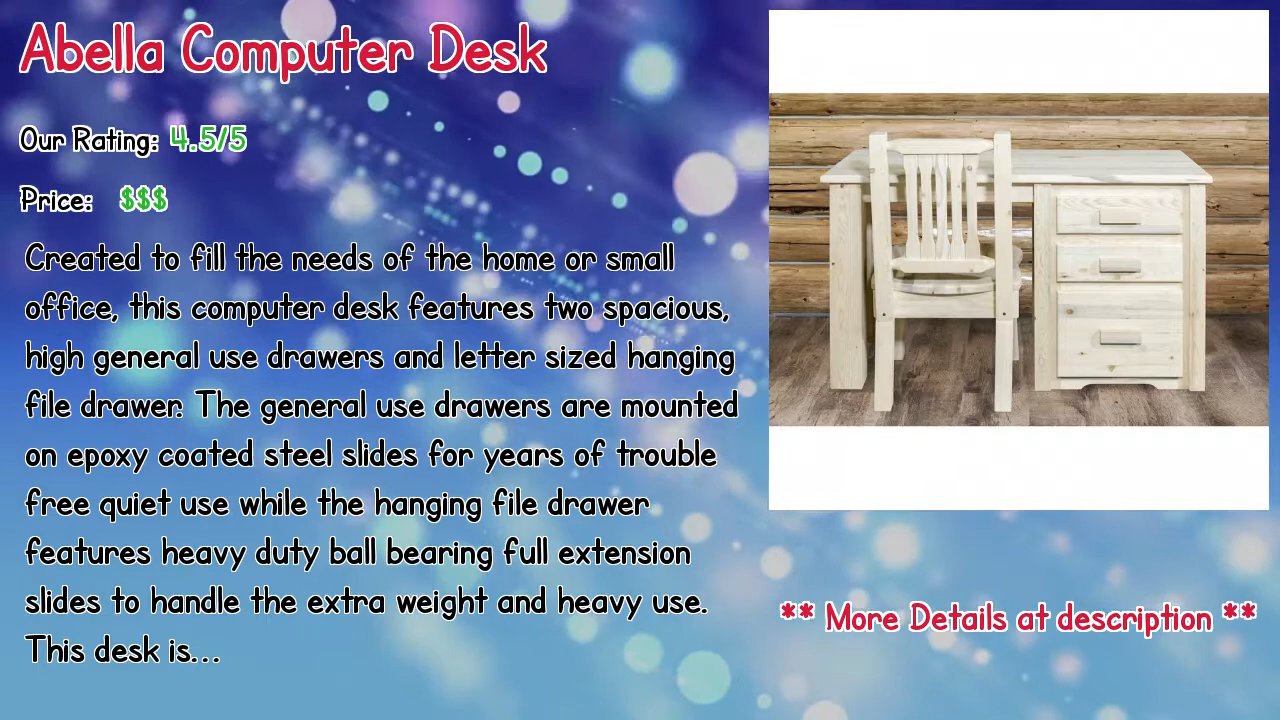 Abella Computer Desk
Our Rating: 4.5/5
Price: $$$
Created to fill the needs of the home or small
office, this computer desk features two spacious,
high general use drawers and letter sized hanging
file drawer. The general use drawers are mounted
on epoxy coated steel slides for years of trouble
free quiet use while the hanging file drawer
features heavy duty ball bearing full extension
slides to handle the extra weight and heavy use.
This desk is...
** More Details at description **